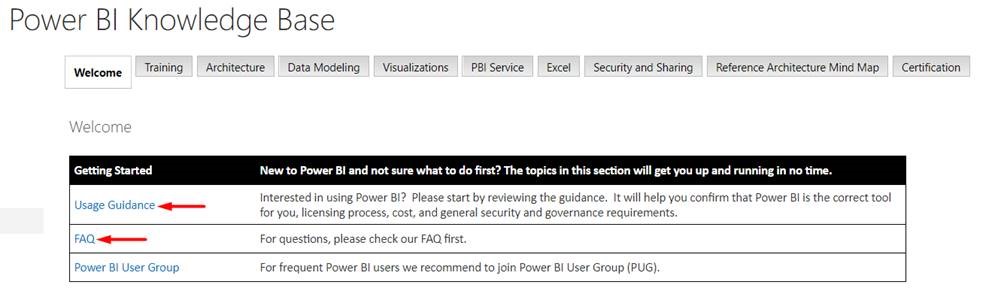 Power BI Knowledge Base
Welcome Training Architecture Data Modeling Visualizations PBI Service Excel Security and Sharing Reference Architecture Mind Map Certification
Welcome
Getting Started New to Power BI and not sure what to do first? The topics in this section will get you up and running in no time.
Usage Guidance Interested in using Power BI? Please start by reviewing the guidance. It will help you confirm that Power BI is the correct tool
for you, licensing process, cost, and general security and governance requirements.
FAQ For questions, please check our FAQ first.
Power BI User Group For frequent Power BI users we recommend to join Power BI User Group (PUG).